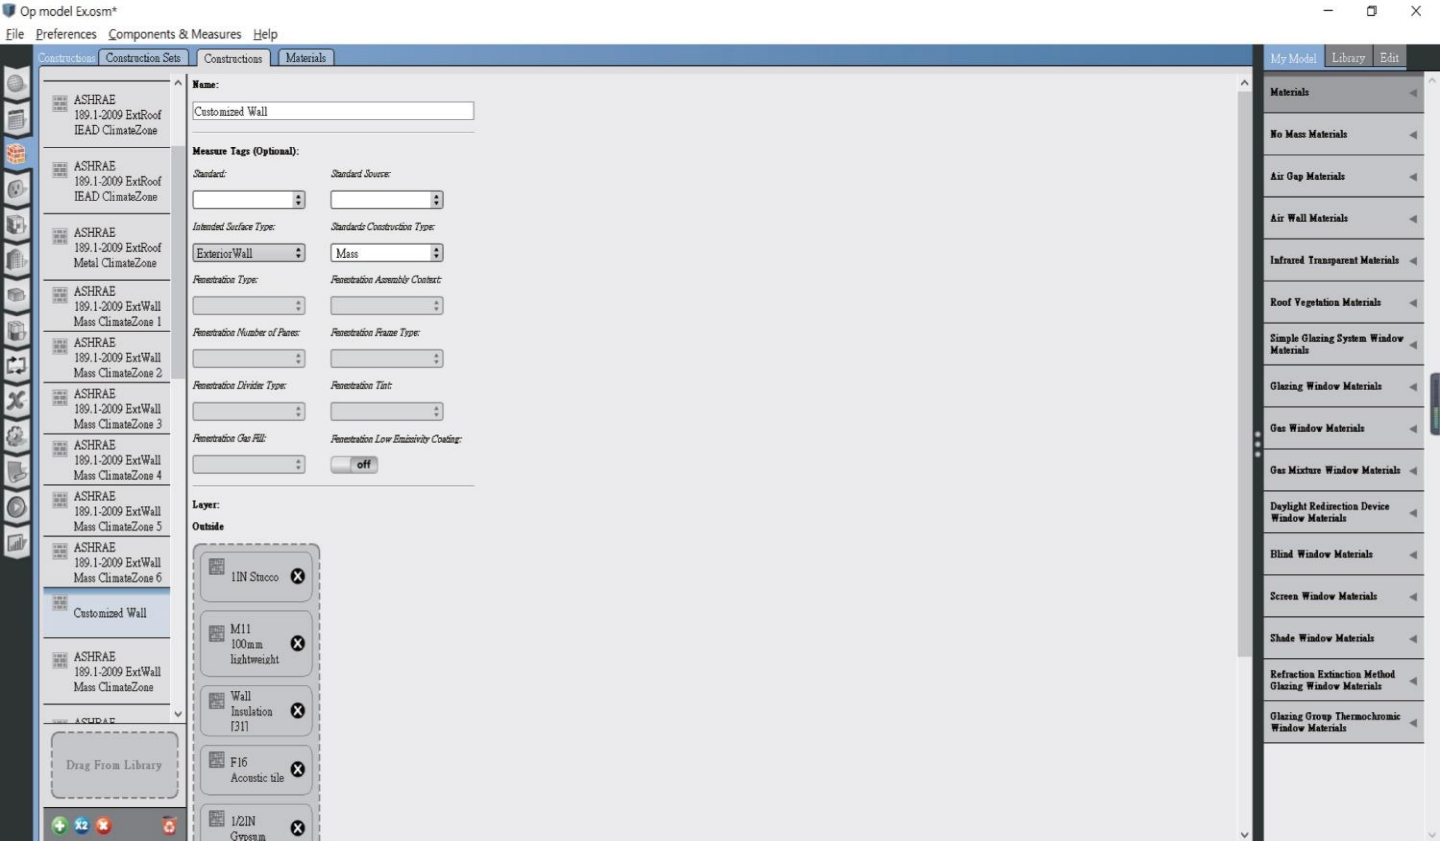 Op model Ex.osm*
File Preferences Components & Measures Help
Constructions Construction Sets Constructions Materials
My Model Library Edit
ASHRAE
189.1-2009 ExtRoof
IEAD ClimateZone
ASHRAE
189.1-2009 ExtRoof
IEAD ClimateZone
ASHRAE
189.1-2009 ExtRoof
Metal ClimateZone
ASHRAE
189.1-2009 ExtWall
Mass ClimateZone 1
ASHRAE
189.1-2009 ExtWall
Mass ClimateZone 2
ASHRAE
189.1-2009 ExtWall
Mass ClimateZone 3
ASHRAE
189.1-2009 ExtWall
Mass ClimateZone 4
ASHRAE
189.1-2009 ExtWall
Mass ClimateZone 5
ASHRAE
189.1-2009 ExtWall
Mass ClimateZone 6
Customized Wall
ASHRAE
189.1-2009 ExtWall
Mass ClimateZone
ASHRAE
Drag From Library
X2
Name:
Customized Wall
Measure Tags (Optional):
Standard: Standard Source:
Intended Surface Type: Standards Construction Type:
ExteriorWall Mass
Fenestration Type: Fenestration Assembly Context:
Fenestration Number of Panes: Fenestration Frame Type:
Fenestration Divider Type: Fenestration Tint:
Fenestration Gas Fill: Fenestration Low Emissivity Coating:
off
Layer:
Outside
1IN Stucco
M11
100mm
lightweight
Wall
Insulation
[31]
F16
Acoustic tile
1/2IN
Gypsum
Materials
No Mass Materials
Air Gap Materials
Air Wall Materials
Infrared Transparent Materials
Roof Vegetation Materials
Simple Glazing System Window
Materials
Glazing Window Materials
Gas Window Materials
Gas Mixture Window Materials
Daylight Redirection Device
Window Materials
Blind Window Materials
Screen Window Materials
Shade Window Materials
Refraction Extinction Method
Glazing Window Materials
Glazing Group Thermochromic
Window Materials